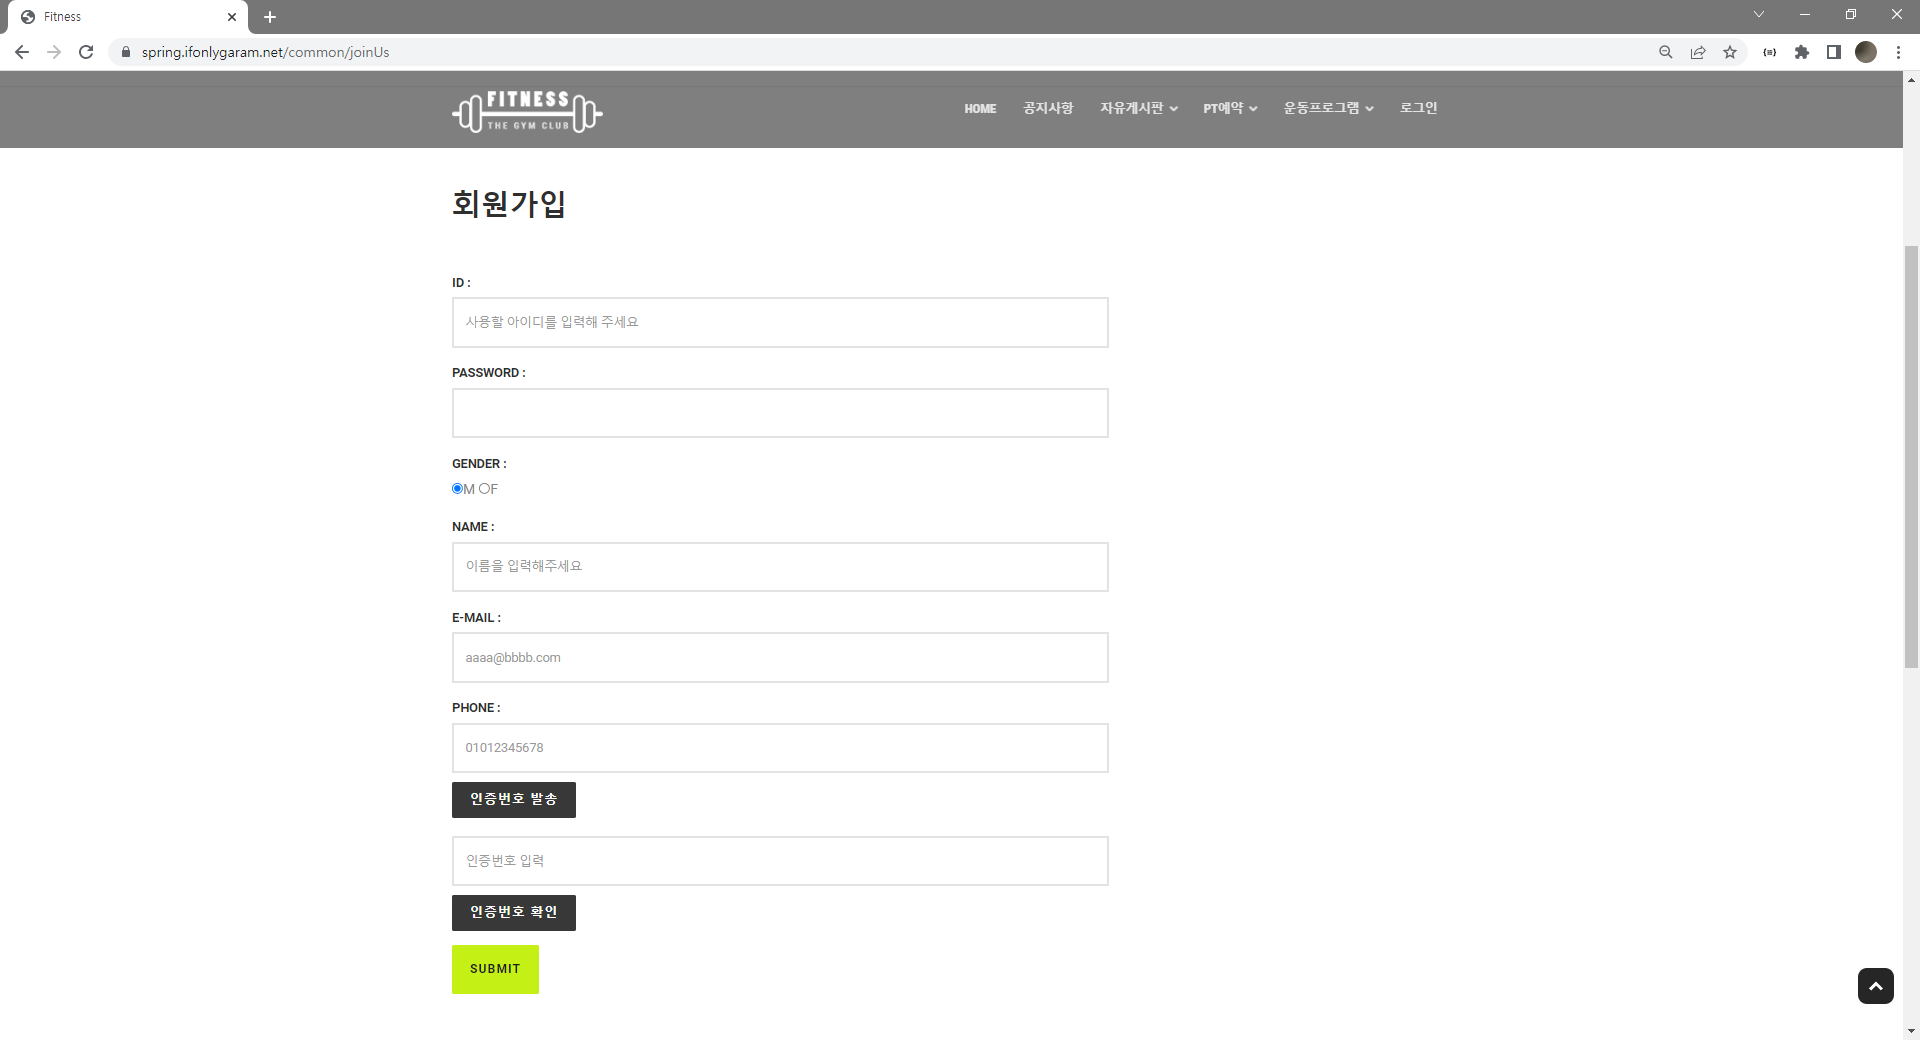 Fitness
spring.ifonlygaram.net/common/joinUs
FITNESS
THE GYM CLUB
HOME 공지사항 자유게시판 PT예약 운동프로그램 로그인
회원가입
ID :
사용할 아이디를 입력해 주세요
PASSWORD :
GENDER :
M F
NAME :
이름을 입력해주세요
E-MAIL :
aaaa@bbbb.com
PHONE :
01012345678
인증번호 발송
인증번호 입력
인증번호 확인
SUBMIT